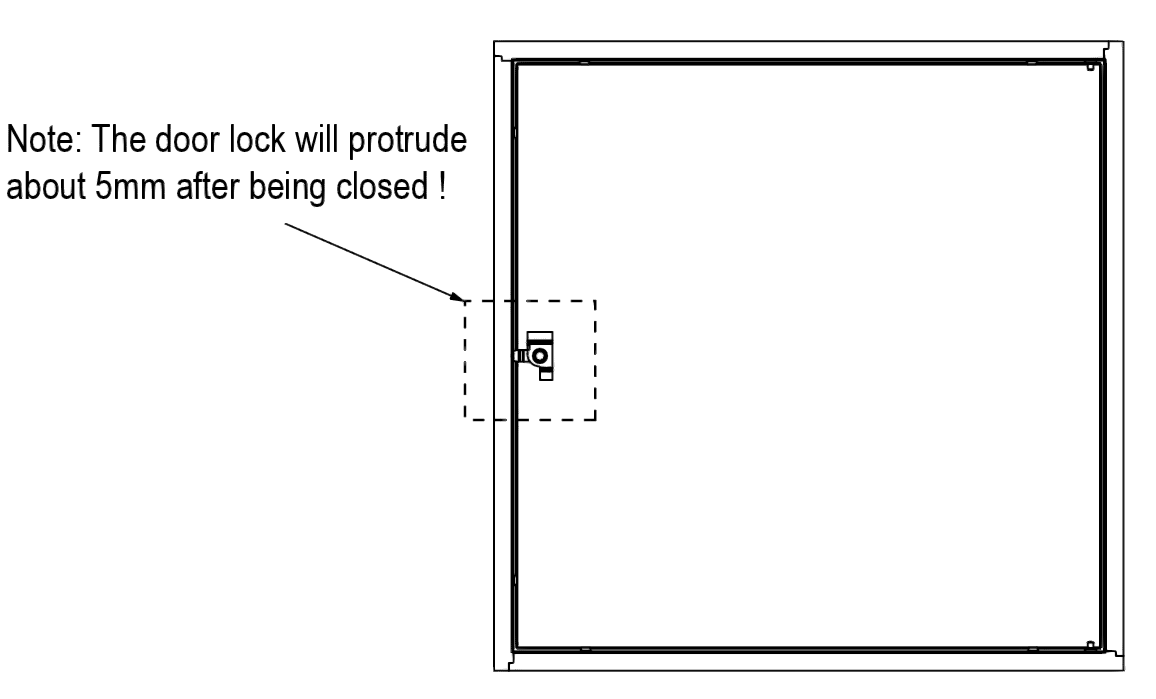 Note: The door lock will protrude
about 5mm after being closed !